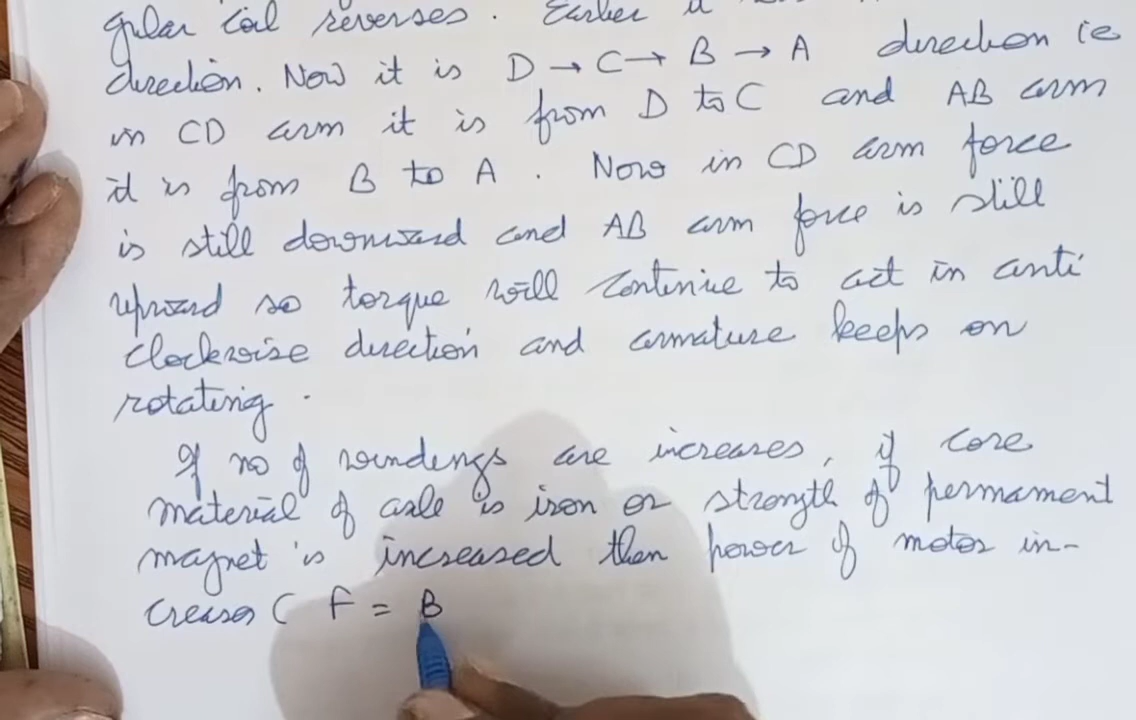 gular coil reverses. Earlier it
direction. Now it is D → C → B → A direction ie
in CD arm it is from D to C and AB arm
it is from B to A. Now in CD arm force
is still downward and AB arm force is still
upward so torque will continue to act in anti
clockwise direction and armature keeps on
rotating.
If no of windings are increases, if core
material of axle is iron or strength of permament
magnet is increased then power of motor in-
creases ( F = B